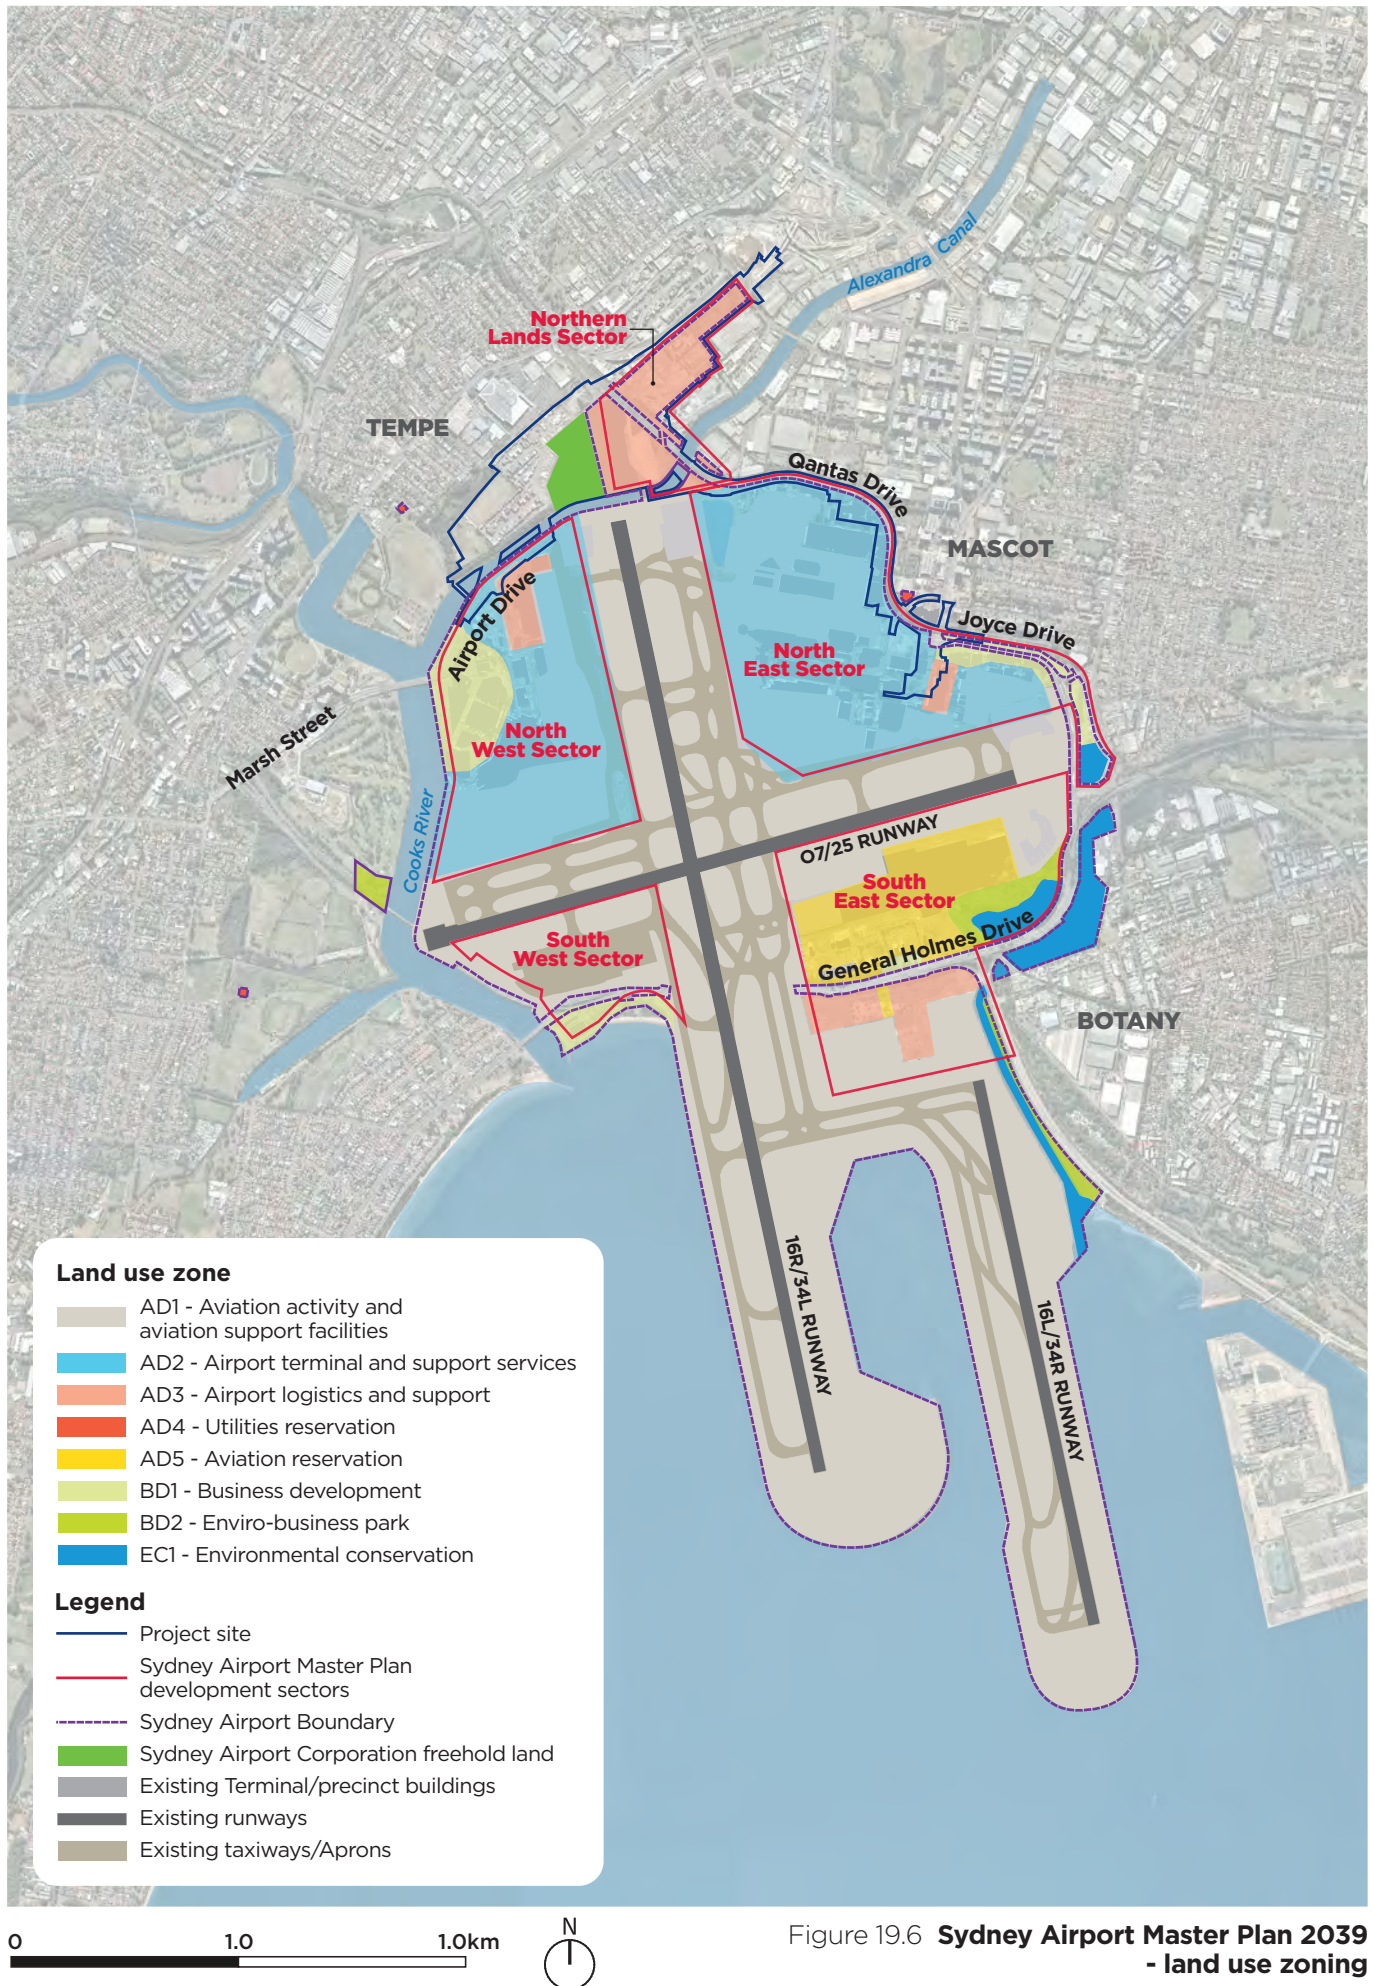 Alexandra Canal
Northern
Lands Sector
TEMPE
Qantas Drive
MASCOT
Joyce Drive
Airport Drive
North
East Sector
North
West Sector
Marsh Street
Cooks River
07/25 RUNWAY
South
East Sector
South
West Sector
General Holmes Drive
BOTANY
16R/34L RUNWAY
16L/34R RUNWAY
Land use zone
AD1 - Aviation activity and
aviation support facilities
AD2 - Airport terminal and support services
AD3 - Airport logistics and support
AD4 - Utilities reservation
AD5 - Aviation reservation
BD1 - Business development
BD2 - Enviro-business park
EC1 - Environmental conservation
Legend
Project site
Sydney Airport Master Plan
development sectors
Sydney Airport Boundary
Sydney Airport Corporation freehold land
Existing Terminal/precinct buildings
Existing runways
Existing taxiways/Aprons
0 1.0 1.0km
N
Figure 19.6 Sydney Airport Master Plan 2039
- land use zoning